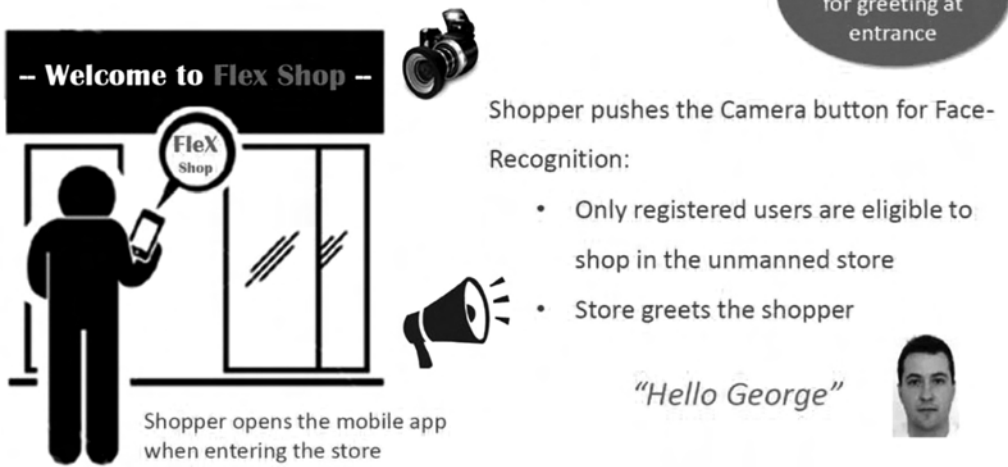 for greeting at
entrance
-- Welcome to Flex Shop --
FleX
Shop
Shopper pushes the Camera button for Face-
Recognition:
• Only registered users are eligible to
shop in the unmanned store
• Store greets the shopper
“Hello George”
Shopper opens the mobile app
when entering the store